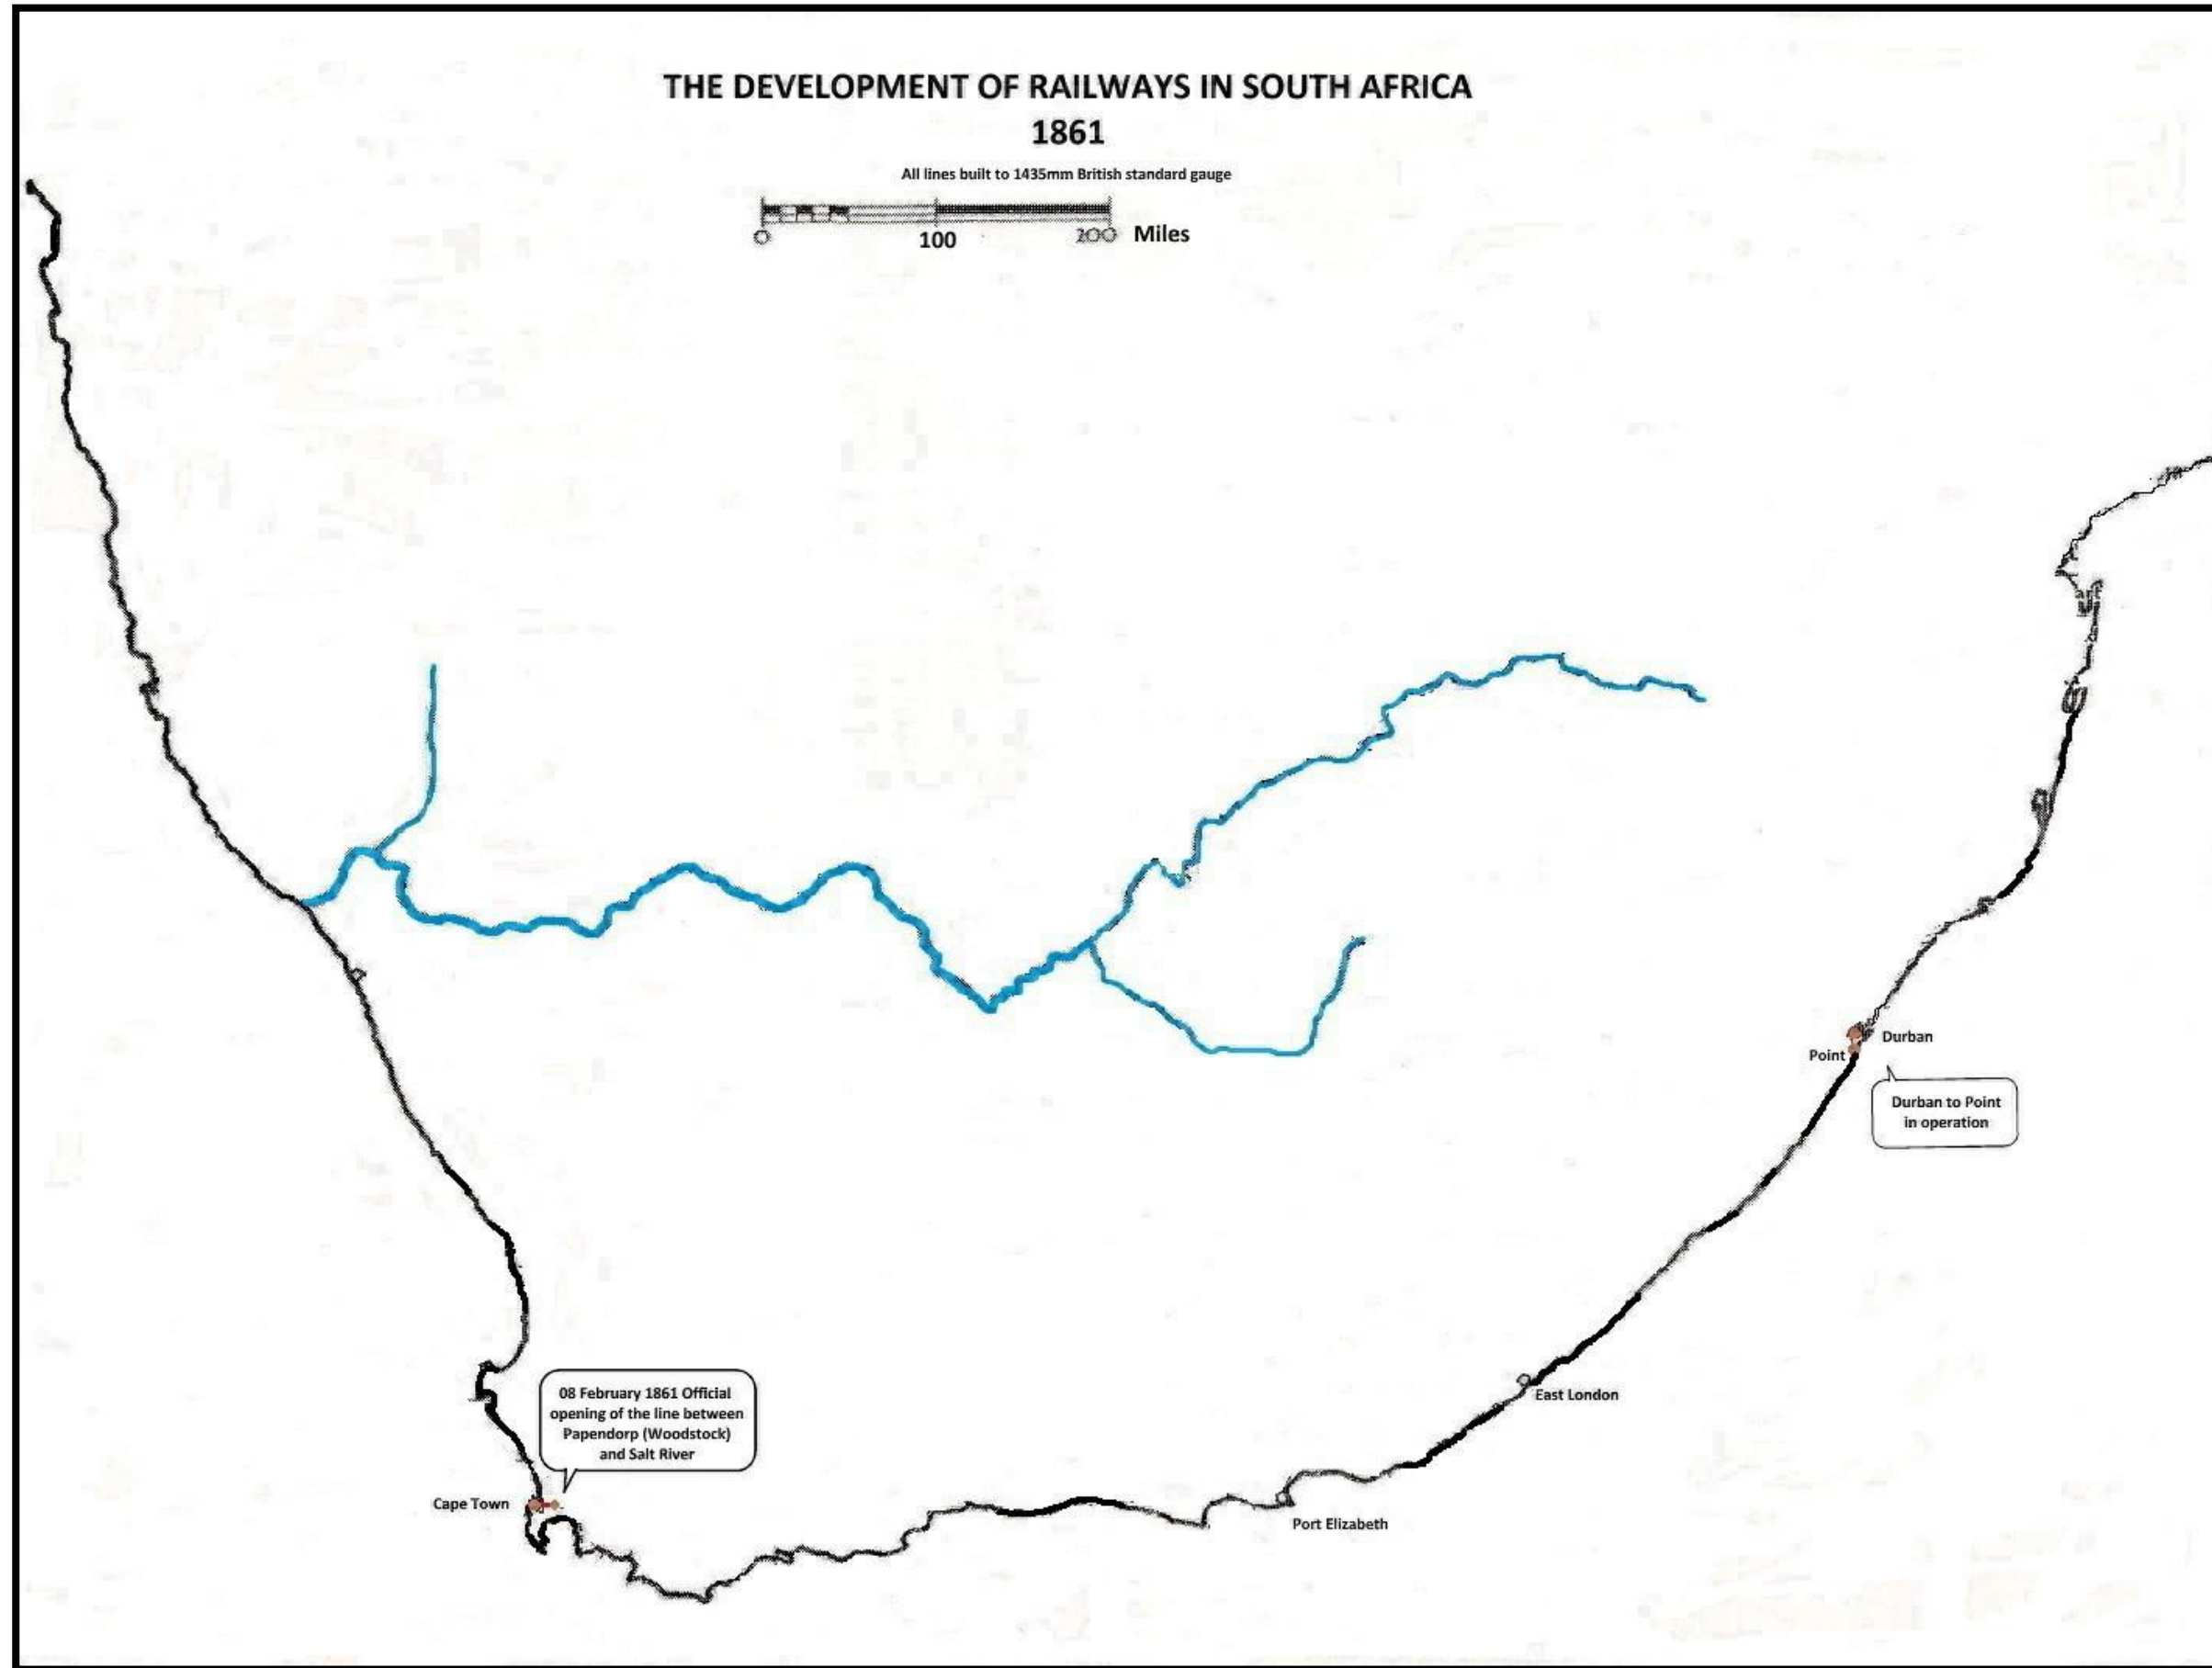 THE DEVELOPMENT OF RAILWAYS IN SOUTH AFRICA
1861
All lines built to 1435mm British standard gauge
0 100 200 Miles
Durban
Point
Durban to Point
in operation
08 February 1861 Official
opening of the line between
Papendorp (Woodstock)
and Salt River
East London
Cape Town
Port Elizabeth